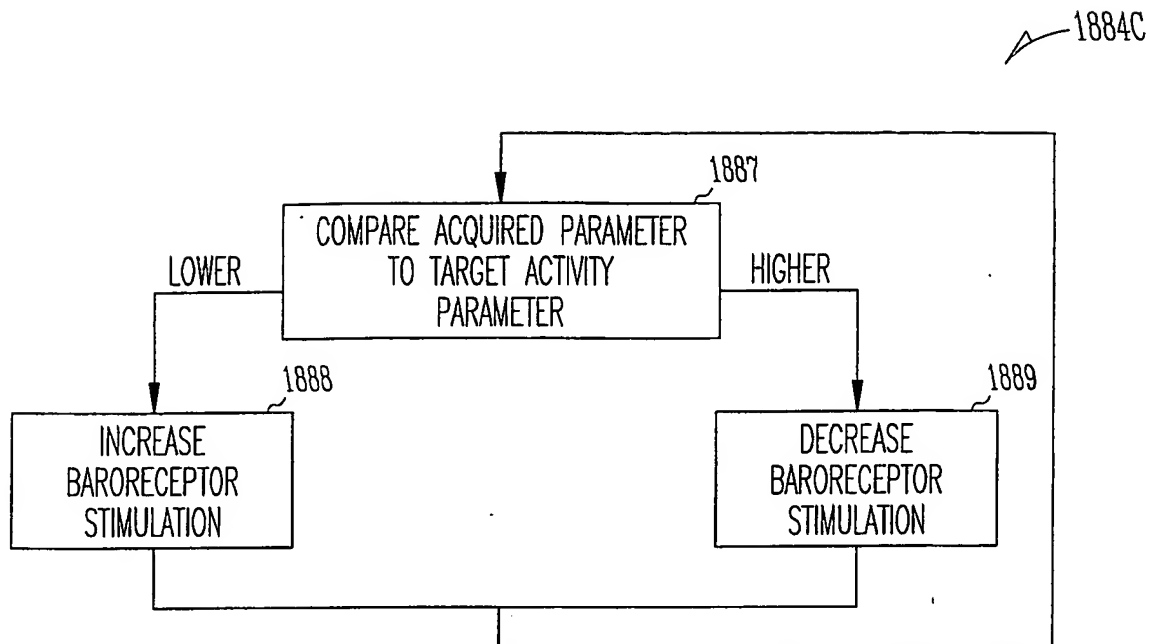 1884C
1887
COMPARE ACQUIRED PARAMETER
TO TARGET ACTIVITY
PARAMETER
LOWER
HIGHER
1888
INCREASE
BARORECEPTOR
STIMULATION
1889
DECREASE
BARORECEPTOR
STIMULATION